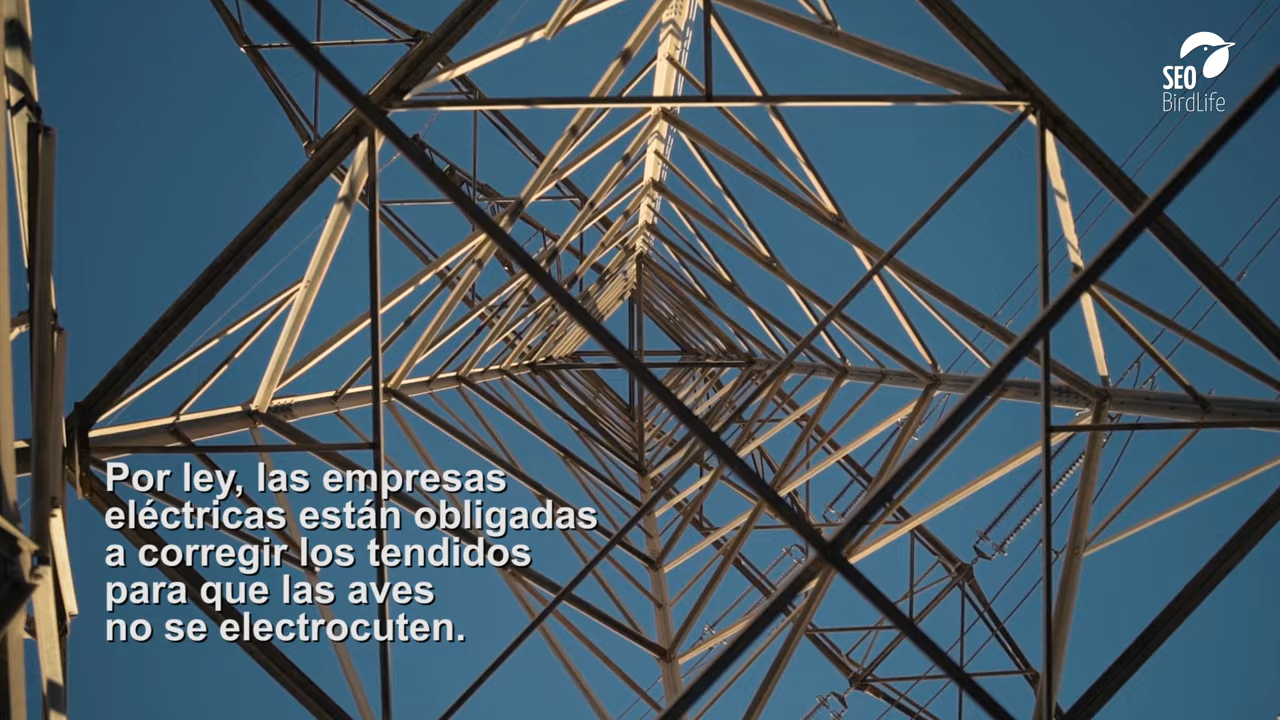 SEO
BirdLife
Por ley, las empresas
eléctricas están obligadas
a corregir los tendidos
para que las aves
no se electrocuten.